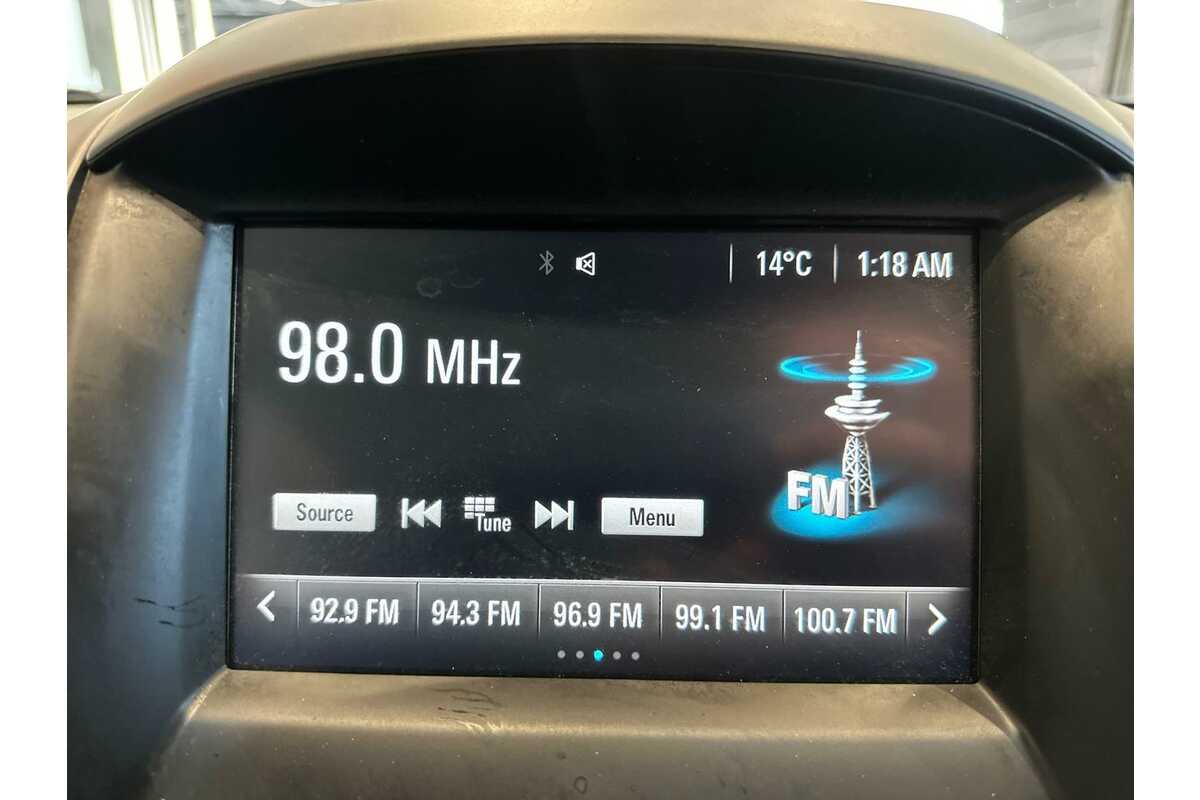 14°C 1:18 AM
98.0 MHz
FM
Source Tune Menu
92.9 FM 94.3 FM 96.9 FM 99.1 FM 100.7 FM